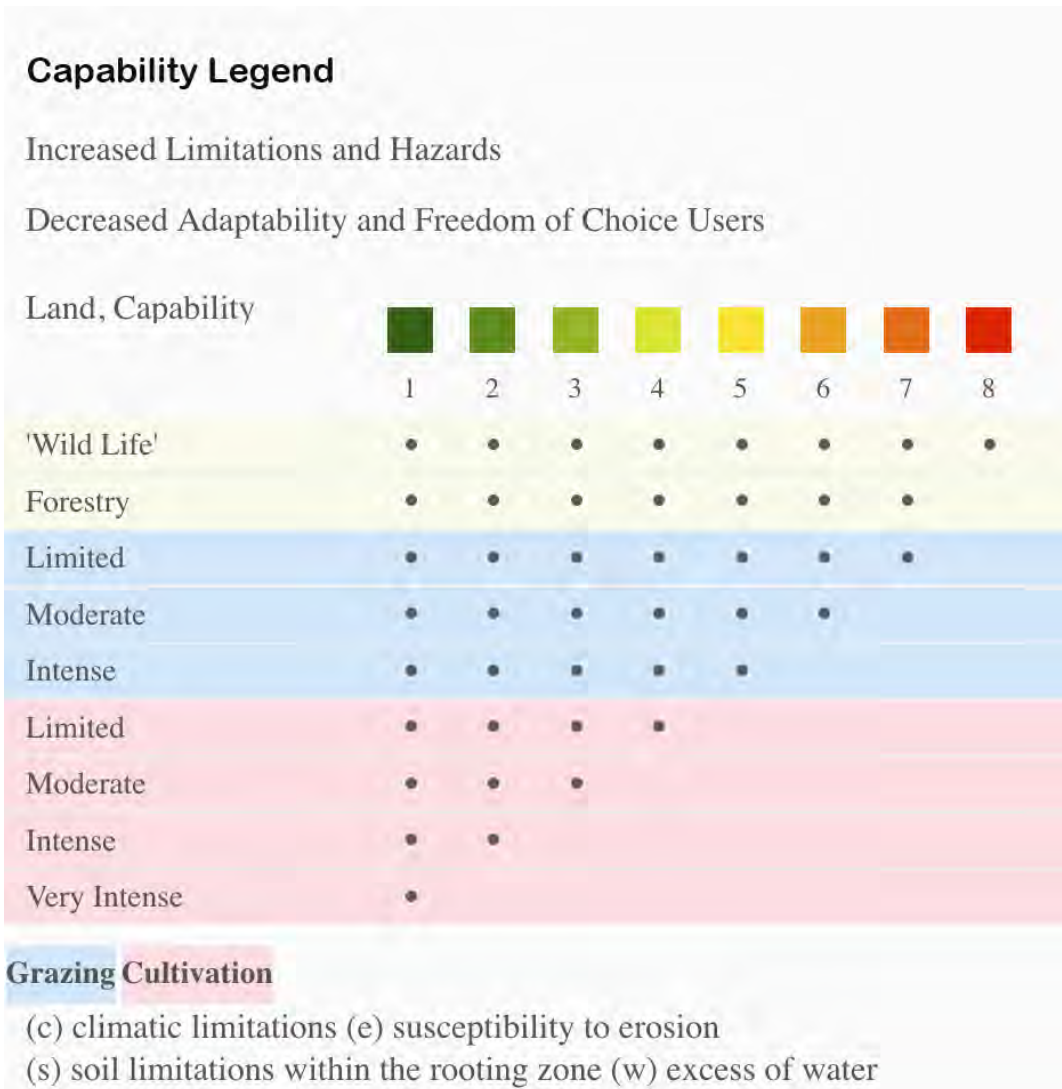 Capability Legend
Increased Limitations and Hazards
Decreased Adaptability and Freedom of Choice Users
Land, Capability
1 2 3 4 5 6 7 8
'Wild Life'
Forestry
Limited
Moderate
Intense
Limited
Moderate
Intense
Very Intense
Grazing Cultivation
(c) climatic limitations (e) susceptibility to erosion
(s) soil limitations within the rooting zone (w) excess of water